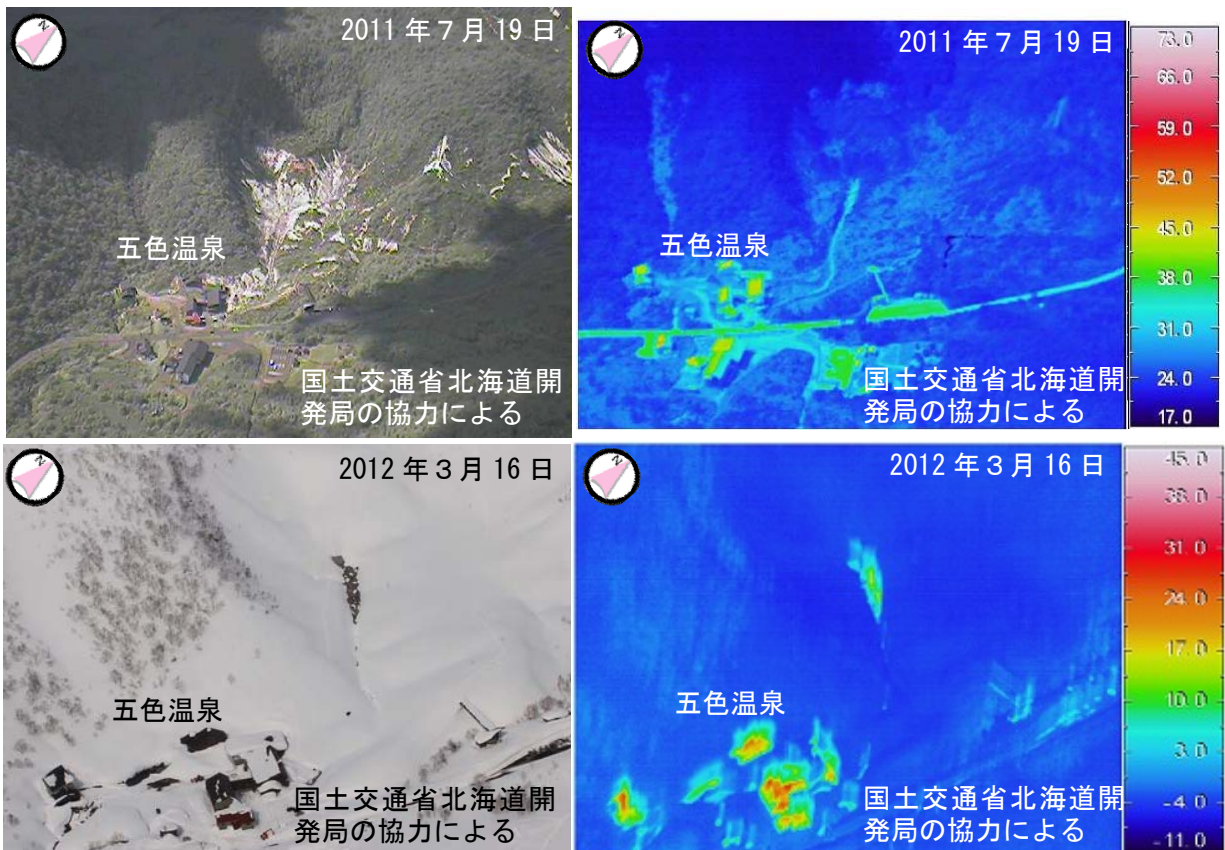 N
2011年7月19日
五色温泉
国土交通省北海道開
発局の協力による
N
2011年7月19日
五色温泉
国土交通省北海道開
発局の協力による
73.0
66.0
59.0
52.0
45.0
38.0
31.0
24.0
17.0
N
2012年3月16日
五色温泉
国土交通省北海道開
発局の協力による
N
2012年3月16日
五色温泉
国土交通省北海道開
発局の協力による
45.0
38.0
31.0
24.0
17.0
10.0
3.0
-4.0
-11.0